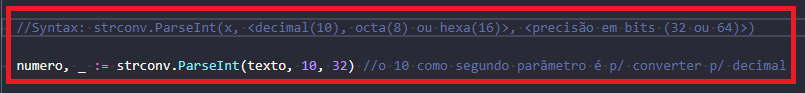 //Syntax: strconv.ParseInt(x, <decimal(10), octa(8) ou hexa(16)>, <precisão em bits (32 ou 64)>)
numero, _ := strconv.ParseInt(texto, 10, 32) //o 10 como segundo parâmetro é p/ converter p/ decimal